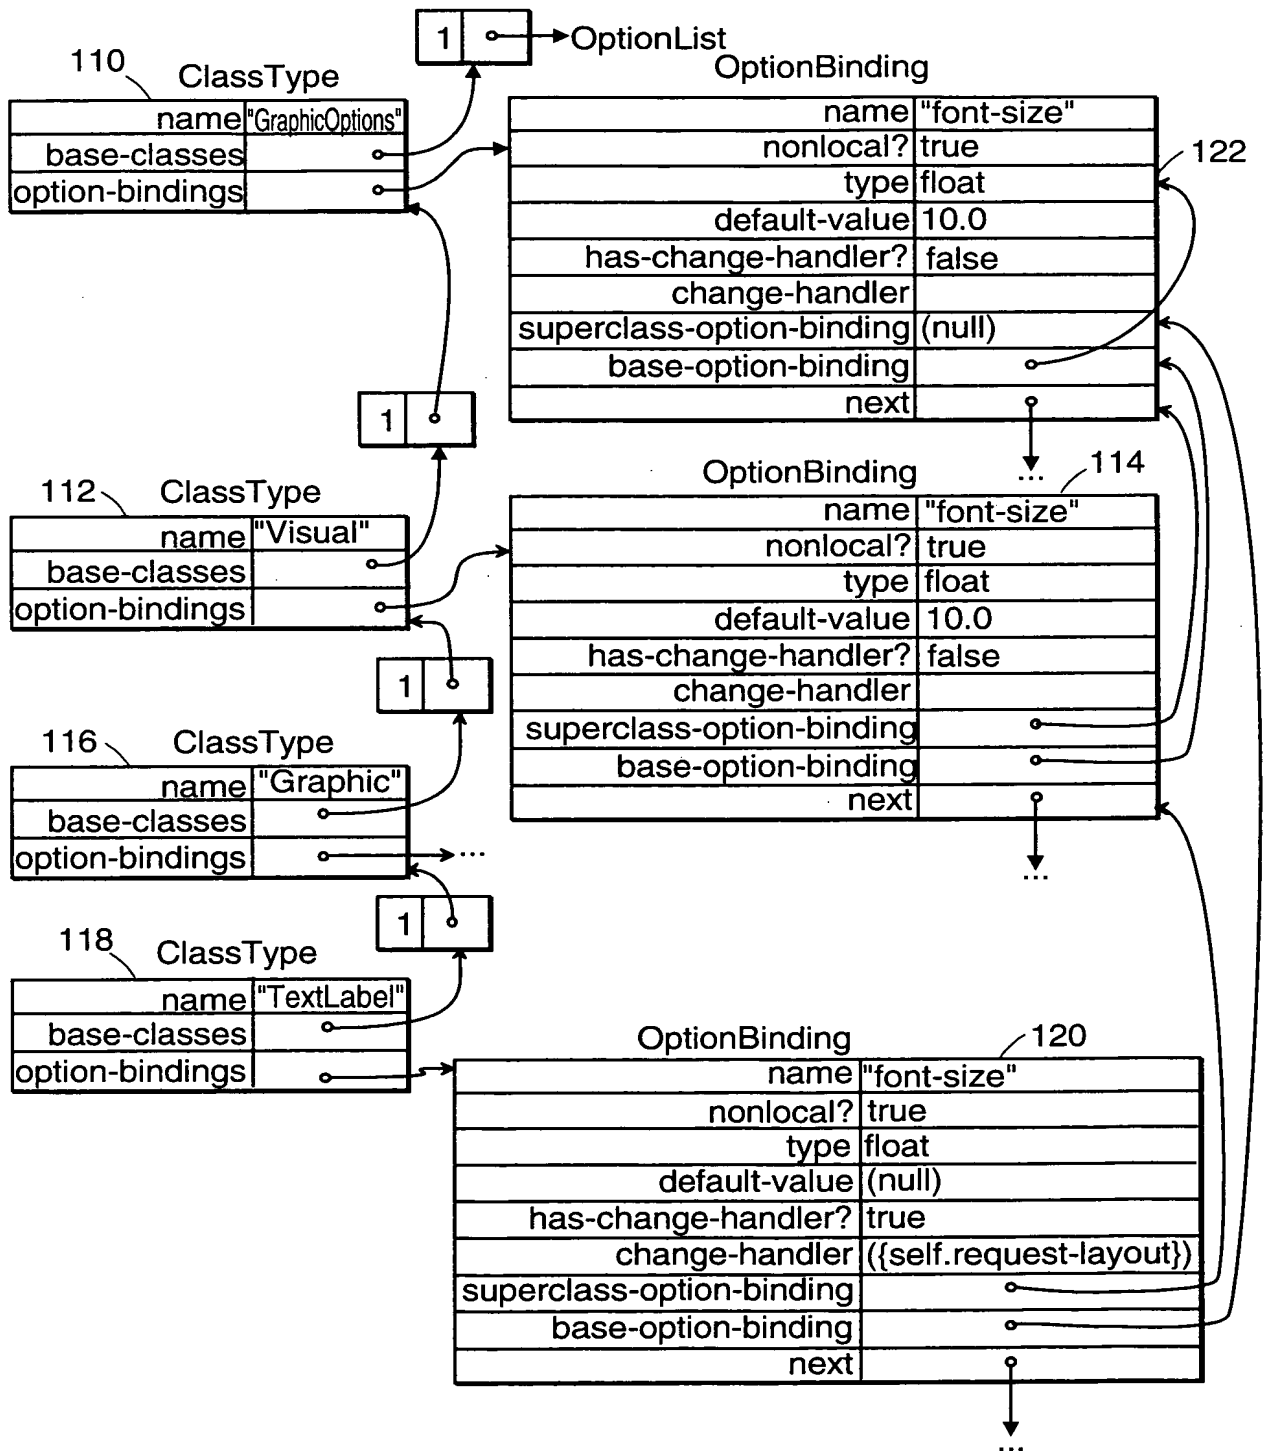 1 OptionList
110 ClassType
name "GraphicOptions"
base-classes
option-bindings
OptionBinding
name "font-size"
nonlocal? true
type float
default-value 10.0
has-change-handler? false
change-handler
superclass-option-binding (null)
base-option-binding
next
...
122
1
112 ClassType
name "Visual"
base-classes
option-bindings
OptionBinding 114
name "font-size"
nonlocal? true
type float
default-value 10.0
has-change-handler? false
change-handler
superclass-option-binding
base-option-binding
next
...
1
116 ClassType
name "Graphic"
base-classes
option-bindings ...
1
118 ClassType
name "TextLabel"
base-classes
option-bindings
OptionBinding 120
name "font-size"
nonlocal? true
type float
default-value (null)
has-change-handler? true
change-handler ({self.request-layout})
superclass-option-binding
base-option-binding
next
...